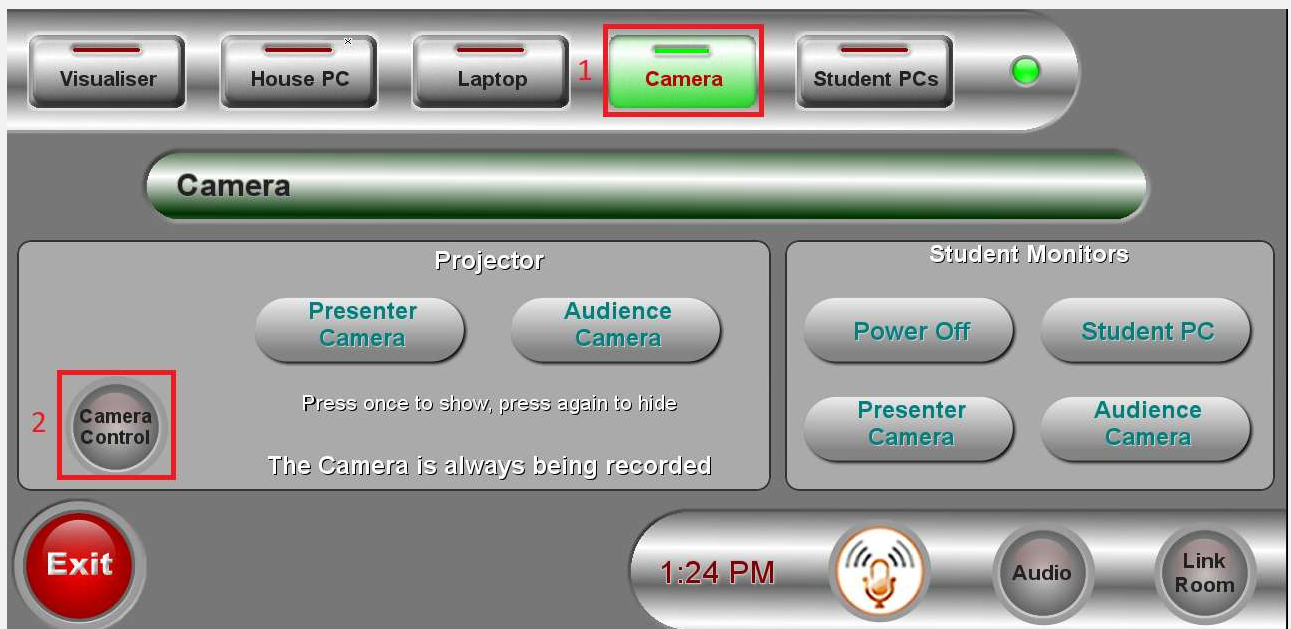 Visualiser
House PC
Laptop
1
Camera
Student PCs
Camera
Projector
Presenter
Camera
Audience
Camera
Press once to show, press again to hide
The Camera is always being recorded
2
Camera
Control
Student Monitors
Power Off
Student PC
Presenter
Camera
Audience
Camera
Exit
1:24 PM
Audio
Link
Room